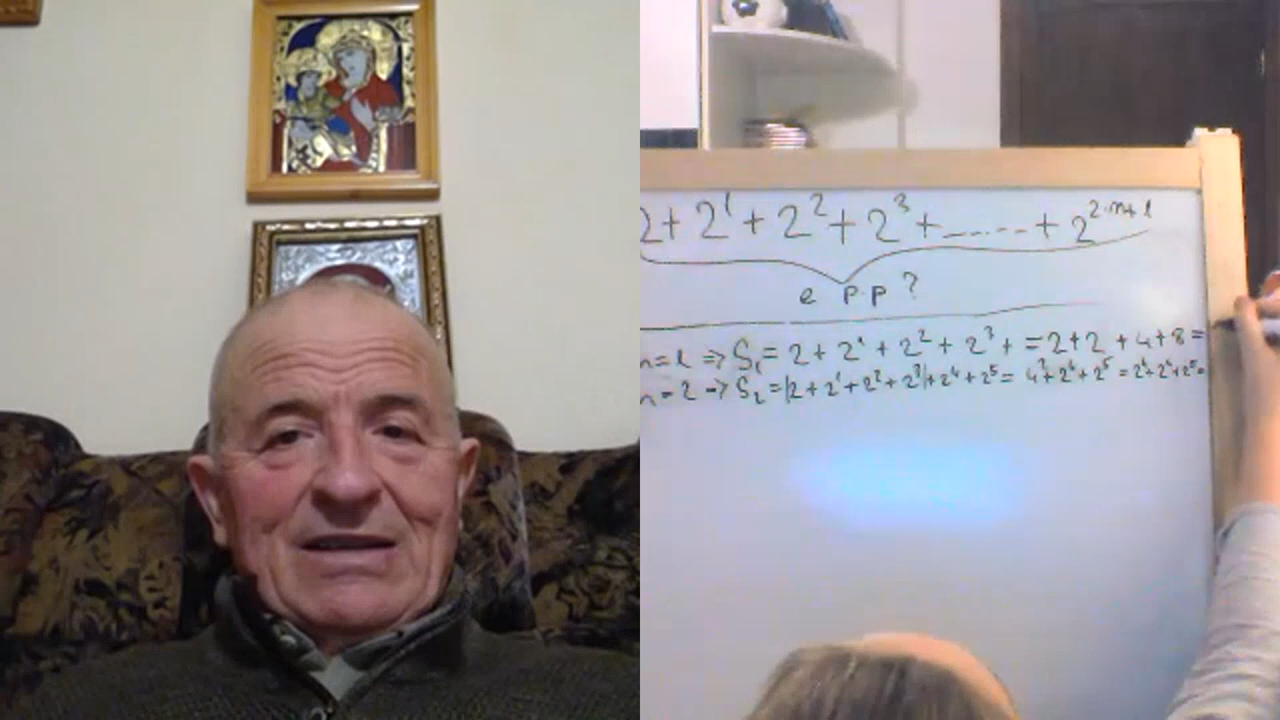 2+2¹+2²+2³+......+2^{2·n+1}
e p.p?
n=1 => S₁=2+2¹+2²+2³+=2+2+4+8=
n=2 -> S₂=|2+2¹+2²+2³|+2⁴+2⁵= 4²+2⁴+2⁵=2⁴+2⁴+2⁵=